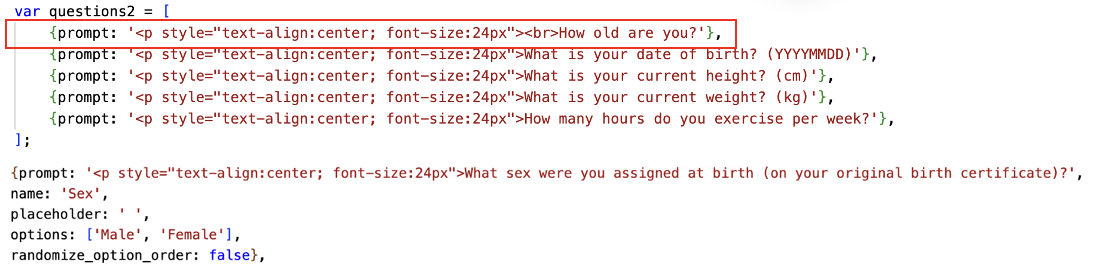 var questions2 = [
{prompt: '<p style="text-align:center; font-size:24px"><br>How old are you?'},
{prompt: '<p style="text-align:center; font-size:24px">What is your date of birth? (YYYYMMDD)'},
{prompt: '<p style="text-align:center; font-size:24px">What is your current height? (cm)'},
{prompt: '<p style="text-align:center; font-size:24px">What is your current weight? (kg)'},
{prompt: '<p style="text-align:center; font-size:24px">How many hours do you exercise per week?'},
];
{prompt: '<p style="text-align:center; font-size:24px">What sex were you assigned at birth (on your original birth certificate)?',
name: 'Sex',
placeholder: ' ',
options: ['Male', 'Female'],
randomize_option_order: false},